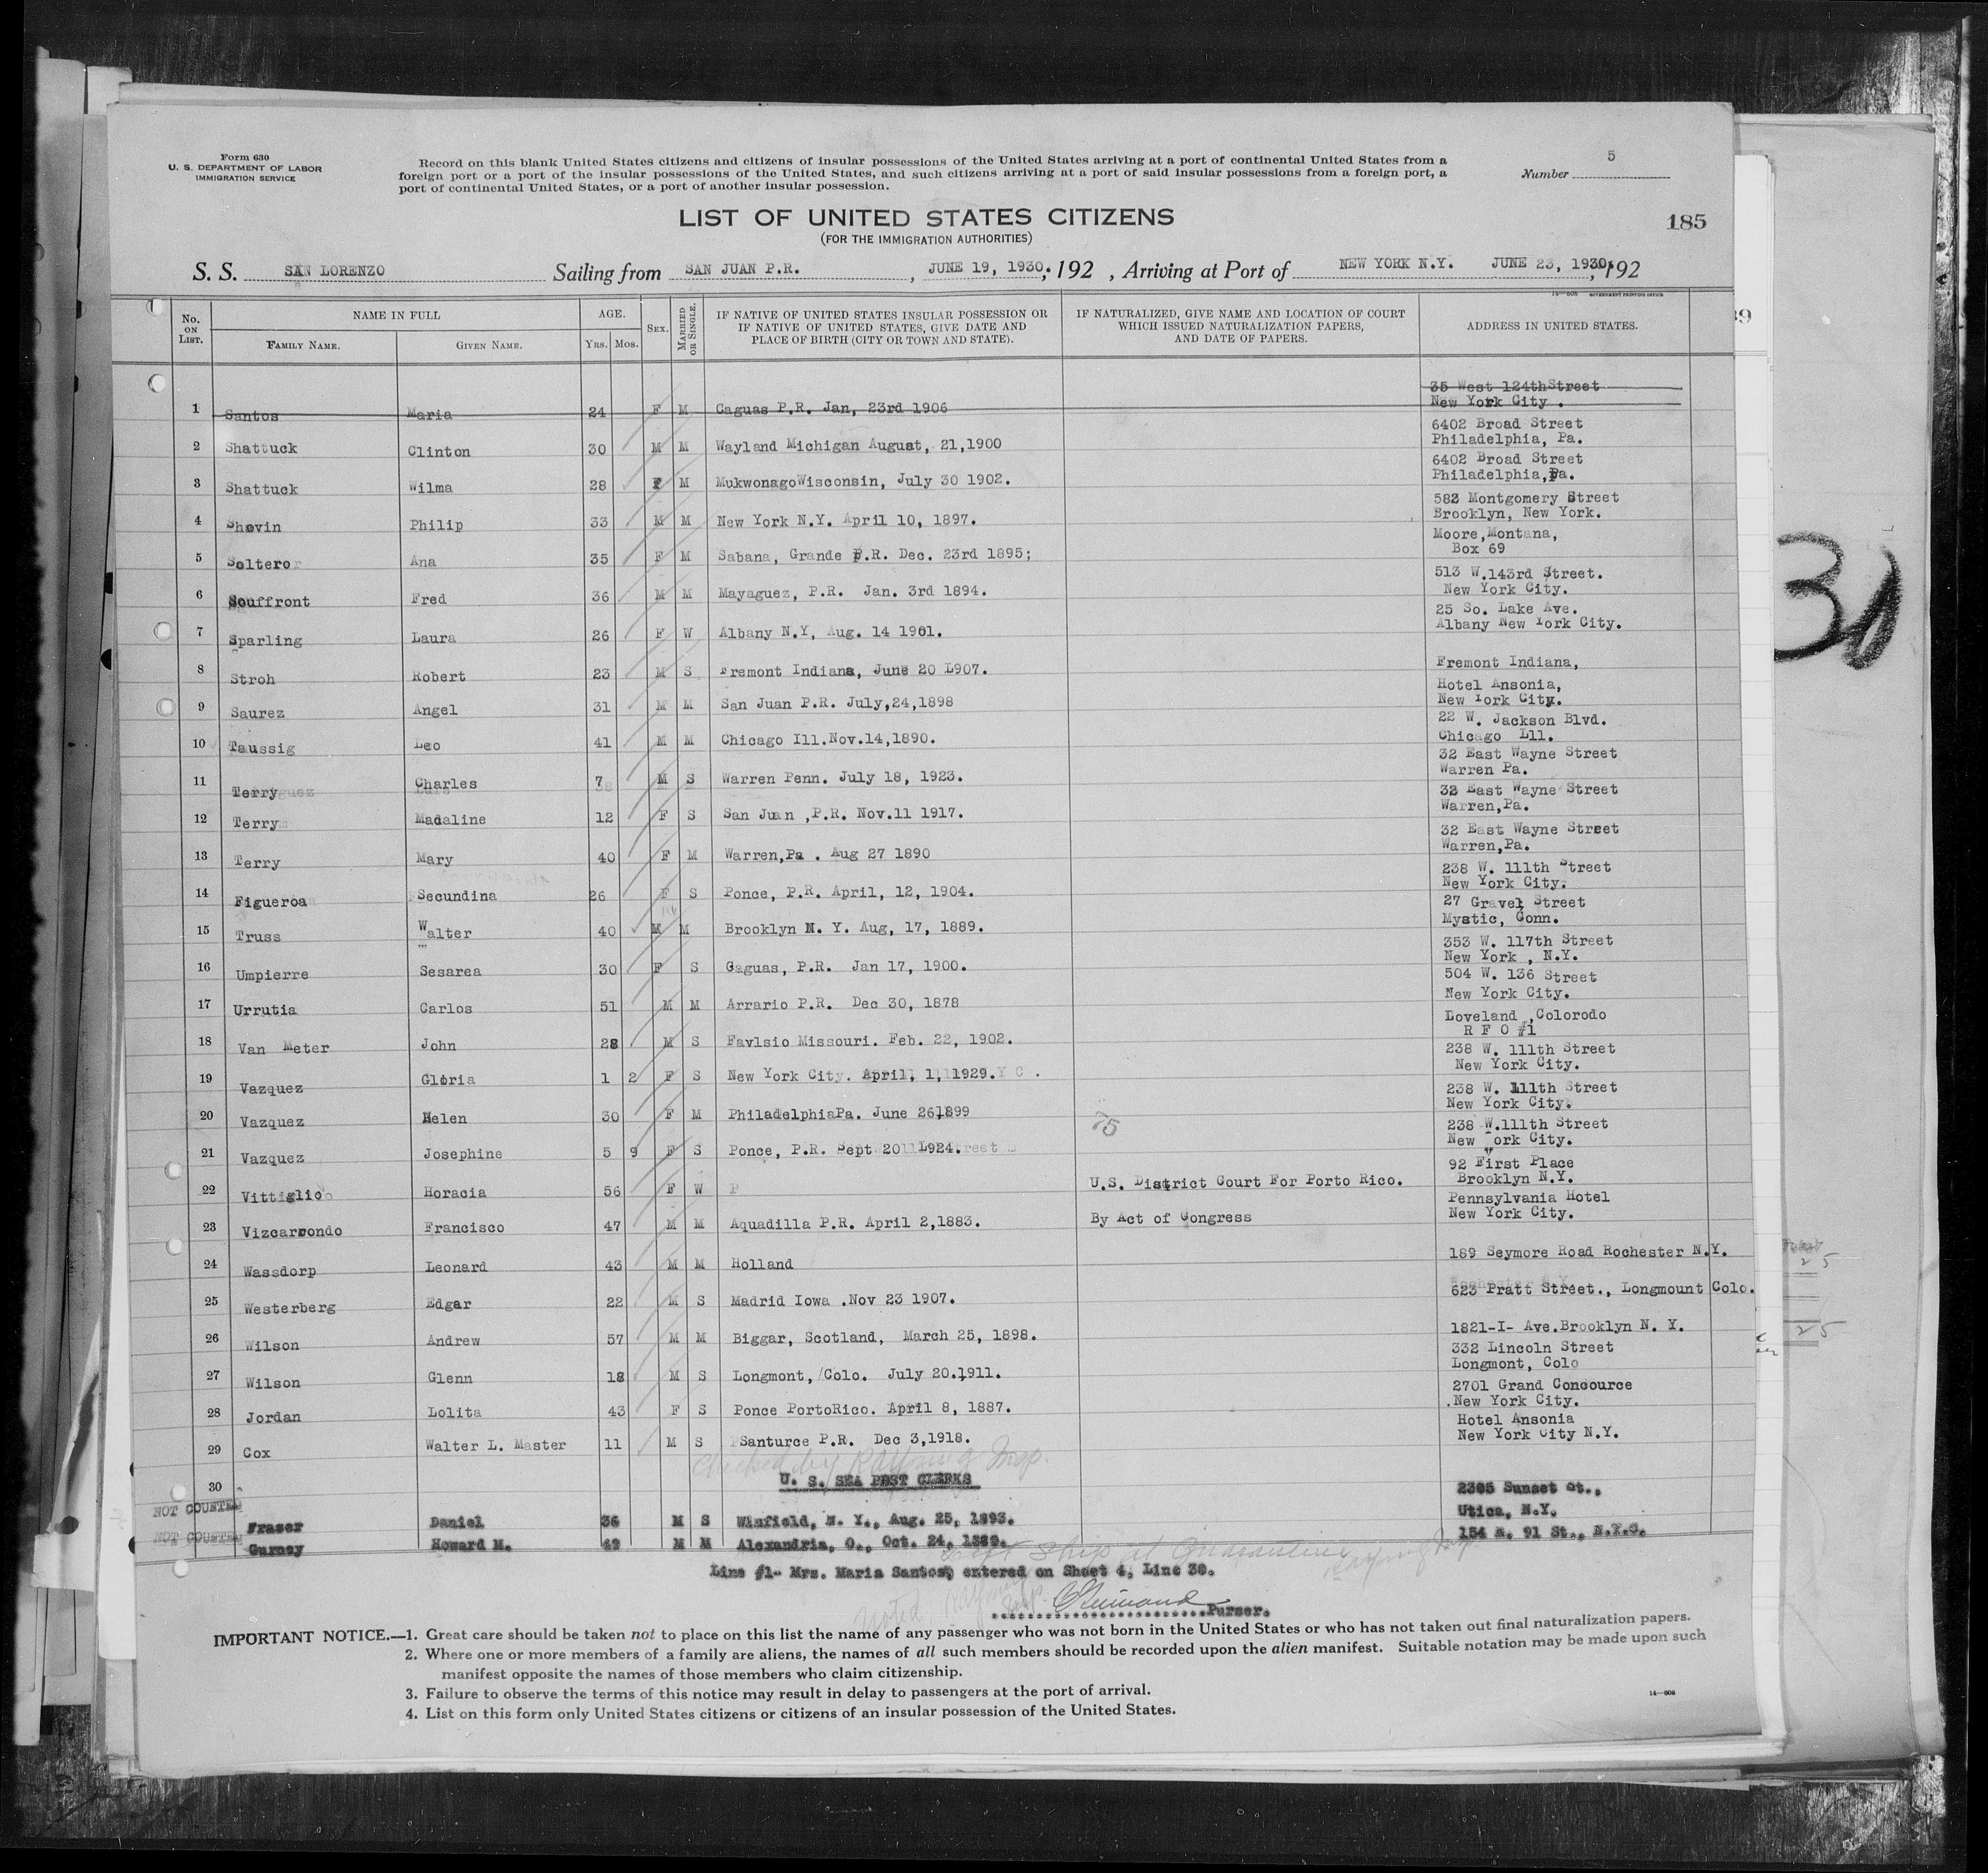 Form 630
U. S. DEPARTMENT OF LABOR
IMMIGRATION SERVICE
Record on this blank United States citizens and citizens of insular possessions of the United States arriving at a port of continental United States from a
foreign port or a port of the insular possessions of the United States, and such citizens arriving at a port of said insular possessions from a foreign port, a
port of continental United States, or a port of another insular possession.
Number 5
LIST OF UNITED STATES CITIZENS
(FOR THE IMMIGRATION AUTHORITIES)
185
S. S. SAN LORENZO Sailing from SAN JUAN P.R. , JUNE 19, 1930; 192 , Arriving at Port of NEW YORK N.Y. JUNE 23, 1930, 192
14—608 GOVERNMENT PRINTING OFFICE
No. ON LIST. NAME IN FULL FAMILY NAME. GIVEN NAME. AGE. YRS. MOS. SEX. MARRIED OR SINGLE. IF NATIVE OF UNITED STATES INSULAR POSSESSION OR IF NATIVE OF UNITED STATES, GIVE DATE AND PLACE OF BIRTH (CITY OR TOWN AND STATE). IF NATURALIZED, GIVE NAME AND LOCATION OF COURT WHICH ISSUED NATURALIZATION PAPERS, AND DATE OF PAPERS. ADDRESS IN UNITED STATES.
1 Santos Maria 24 F M Caguas P.R. Jan, 23rd 1906 35 West 124thStreet New York City .
2 Shattuck Clinton 30 M M Wayland Michigan August, 21,1900 6402 Broad Street Philadelphia, Pa.
3 Shattuck Wilma 28 F M MukwonagoWisconsin, July 30 1902. 6402 Broad Street Philadelphia,Pa.
4 Shevin Philip 33 M M New York N.Y. April 10, 1897. 582 Montgomery Street Brooklyn, New York.
5 Soltero Ana 35 F M Sabana, Grande P.R. Dec. 23rd 1895; Moore,Montana, Box 69
6 Souffront Fred 36 M M Mayaguez, P.R. Jan. 3rd 1894. 513 W.143rd Street. New York City.
7 Sparling Laura 26 F W Albany N.Y, Aug. 14 1901. 25 So. Lake Ave. Albany New York City.
8 Stroh Robert 23 M S Fremont Indiana, June 20 L907. Fremont Indiana,
9 Saurez Angel 31 M M San Juan P.R. July,24,1898 Hotel Ansonia, New York City.
10 Taussig Leo 41 M M Chicago Ill.Nov.14,1890. 22 W. Jackson Blvd. Chicago Lll.
11 Terry Charles 7 M S Warren Penn. July 18, 1923. 32 East Wayne Street Warren Pa.
12 Terry Madaline 12 F S San Juan ,P.R. Nov.11 1917. 32 East Wayne Street Warren,Pa.
13 Terry Mary 40 F M Warren,Pa . Aug 27 1890 32 East Wayne Street Warren,Pa.
14 Figueroa Secundina 26 F S Ponce, P.R. April, 12, 1904. 238 W. 111th Street New York City.
15 Truss Walter 40 M M Brooklyn N. Y. Aug, 17, 1889. 27 Gravel Street Mystic, Conn.
16 Umpierre Sesarea 30 F S Caguas, P.R. Jan 17, 1900. 353 W. 117th Street New York , N.Y.
17 Urrutia Carlos 51 M M Arrario P.R. Dec 30, 1878 504 W. 136 Street New York City.
18 Van Meter John 28 M S Favlsio Missouri. Feb. 22, 1902. Loveland ,Colorodo R F O #1
19 Vazquez Gloria 1 2 F S New York City. April, 1, 1929. 238 W. 111th Street New York City.
20 Vazquez Helen 30 F M PhiladelphiaPa. June 26,1899 75 238 W. 111th Street New York City.
21 Vazquez Josephine 5 9 F S Ponce, P.R. Sept 20 L924. 238 W.111th Street New York City.
22 Vittiglio Horacia 56 F W P U.S. District Court For Porto Rico. 92 First Place Brooklyn N.Y.
23 Vizcarrondo Francisco 47 M M Aquadilla P.R. April 2,1883. By Act of Congress Pennsylvania Hotel New York City.
24 Wassdorp Leonard 43 M M Holland 189 Seymore Road Rochester N.Y.
25 Westerberg Edgar 22 M S Madrid Iowa .Nov 23 1907. 623 Pratt Street., Longmount Colo.
26 Wilson Andrew 57 M M Biggar, Scotland, March 25, 1898. 1821-I- Ave.Brooklyn N. Y.
27 Wilson Glenn 18 M S Longmont, Colo. July 20.1911. 332 Lincoln Street Longmont, Colo
28 Jordan Lolita 43 F S Ponce PortoRico. April 8, 1887. 2701 Grand Concource New York City.
29 Cox Walter L. Master 11 M S Santurce P.R. Dec 3,1918. Hotel Ansonia New York City N.Y.
30 U. S. SEA POST CLERKS
NOT COUNTED Fraser Daniel 36 M S Winfield, N. Y., Aug. 25, 1893. 2305 Sunset St., Utica, N.Y.
NOT COUNTED Gurney Howard M. 49 M M Alexandria, O., Oct. 24, 1880. 154 E. 91 St., N.Y.C.
Line #1- Mrs. Maria Santos, entered on Sheet 4, Line 30.
Purser.
IMPORTANT NOTICE.—1. Great care should be taken not to place on this list the name of any passenger who was not born in the United States or who has not taken out final naturalization papers.
2. Where one or more members of a family are aliens, the names of all such members should be recorded upon the alien manifest. Suitable notation may be made upon such
manifest opposite the names of those members who claim citizenship.
3. Failure to observe the terms of this notice may result in delay to passengers at the port of arrival.
4. List on this form only United States citizens or citizens of an insular possession of the United States.
14—608